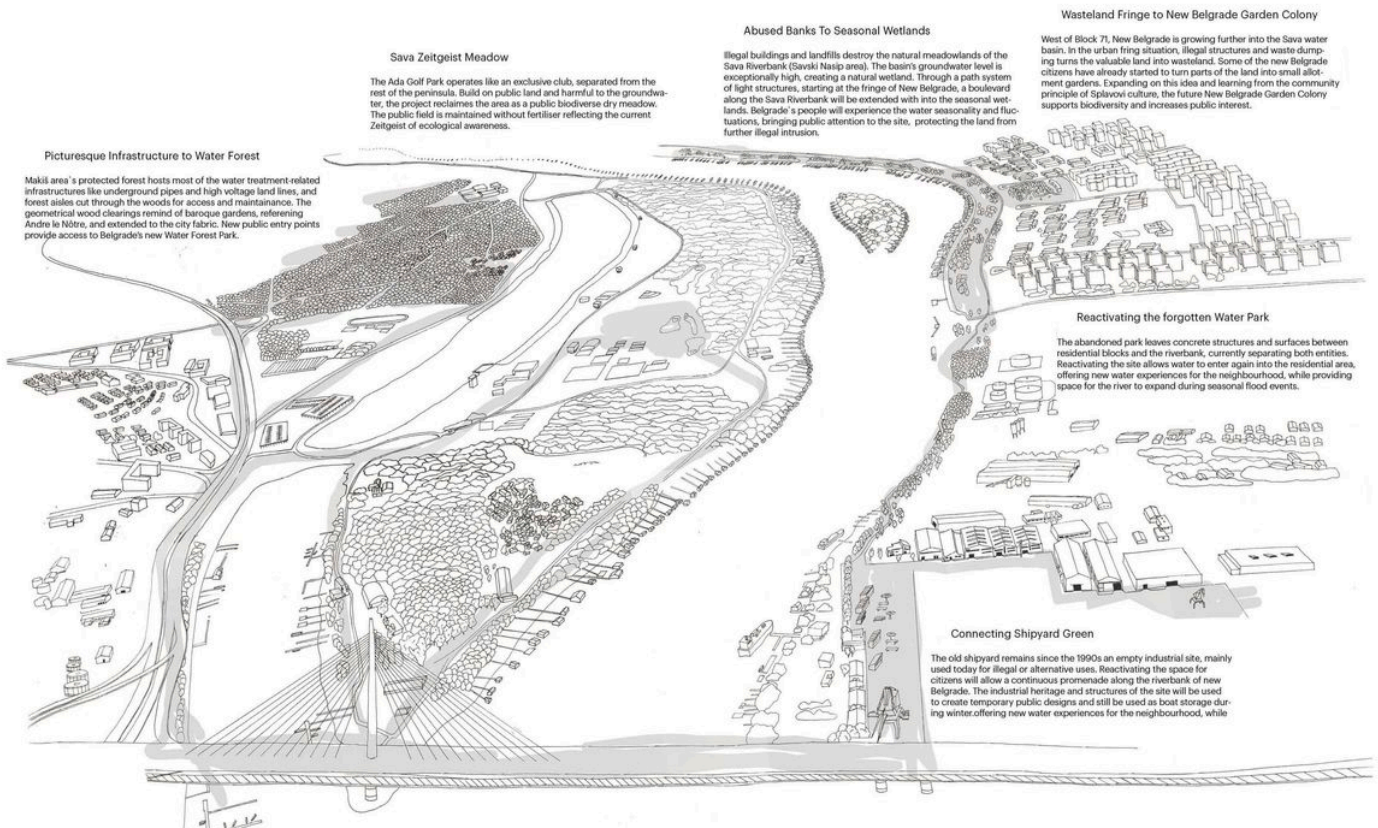 Wasteland Fringe to New Belgrade Garden Colony
West of Block 71, New Belgrade is growing further into the Sava water
basin. In the urban fring situation, illegal structures and waste dump-
ing turns the valuable land into wasteland. Some of the new Belgrade
citizens have already started to turn parts of the land into small allot-
ment gardens. Expanding on this idea and learning from the community
principle of Splavovi culture, the future New Belgrade Garden Colony
supports biodiversity and increases public interest.
Abused Banks To Seasonal Wetlands
Illegal buildings and landfills destroy the natural meadowlands of the
Sava Riverbank (Savski Nasip area). The basin's groundwater level is
exceptionally high, creating a natural wetland. Through a path system
of light structures, starting at the fringe of New Belgrade, a boulevard
along the Sava Riverbank will be extended with into the seasonal wet-
lands. Belgrade`s people will experience the water seasonality and fluc-
tuations, bringing public attention to the site, protecting the land from
further illegal intrusion.
Sava Zeitgeist Meadow
The Ada Golf Park operates like an exclusive club, separated from the
rest of the peninsula. Build on public land and harmful to the groundwa-
ter, the project reclaimes the area as a public biodiverse dry meadow.
The public field is maintained without fertiliser reflecting the current
Zeitgeist of ecological awareness.
Picturesque Infrastructure to Water Forest
Makiš area`s protected forest hosts most of the water treatment-related
infrastructures like underground pipes and high voltage land lines, and
forest aisles cut through the woods for access and maintainance. The
geometrical wood clearings remind of baroque gardens, referening
Andre le Nôtre, and extended to the city fabric. New public entry points
provide access to Belgrade's new Water Forest Park.
Reactivating the forgotten Water Park
The abandoned park leaves concrete structures and surfaces between
residential blocks and the riverbank, currently separating both entities.
Reactivating the site allows water to enter again into the residential area,
offering new water experiences for the neighbourhood, while providing
space for the river to expand during seasonal flood events.
Connecting Shipyard Green
The old shipyard remains since the 1990s an empty industrial site, mainly
used today for illegal or alternative uses. Reactivating the space for
citizens will allow a continuous promenade along the riverbank of new
Belgrade. The industrial heritage and structures of the site will be used
to create temporary public designs and still be used as boat storage dur-
ing winter.offering new water experiences for the neighbourhood, while